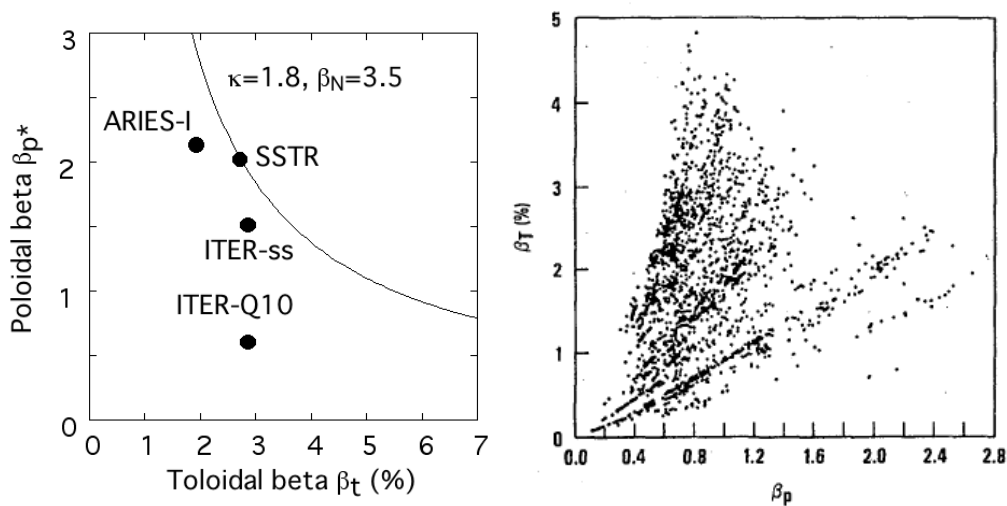 3
2
1
0
Poloidal beta βp*
κ=1.8, βN=3.5
ARIES-I
SSTR
ITER-ss
ITER-Q10
0 1 2 3 4 5 6 7
Toloidal beta βt (%)
5
4
3
2
1
0
βT (%)
0.0 0.4 0.8 1.2 1.6 2.0 2.4 2.8
βp